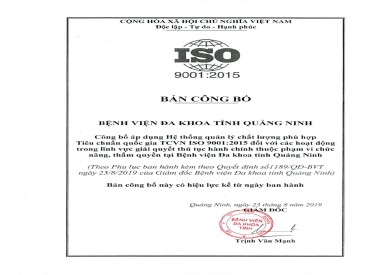 CỘNG HÒA XÃ HỘI CHỦ NGHĨA VIỆT NAM
Độc lập - Tự do - Hạnh phúc
ISO
9001:2015
BẢN CÔNG BỐ
BỆNH VIỆN ĐA KHOA TỈNH QUẢNG NINH
Công bố áp dụng Hệ thống quản lý chất lượng phù hợp
Tiêu chuẩn quốc gia TCVN ISO 9001:2015 đối với các hoạt động
trong lĩnh vực giải quyết thủ tục hành chính thuộc phạm vi chức
năng, thẩm quyền tại Bệnh viện Đa khoa tỉnh Quảng Ninh
(Theo Phụ lục ban hành kèm theo Quyết định số1189/QĐ-BVT
ngày 23/8/2019 của Giám đốc Bệnh viện Đa khoa tỉnh Quảng Ninh)
Bản công bố này có hiệu lực kể từ ngày ban hành
Quảng Ninh, ngày 23 tháng 8 năm 2019
GIÁM ĐỐC
BỆNH VIỆN
ĐA KHOA
TỈNH
Trịnh Văn Mạnh